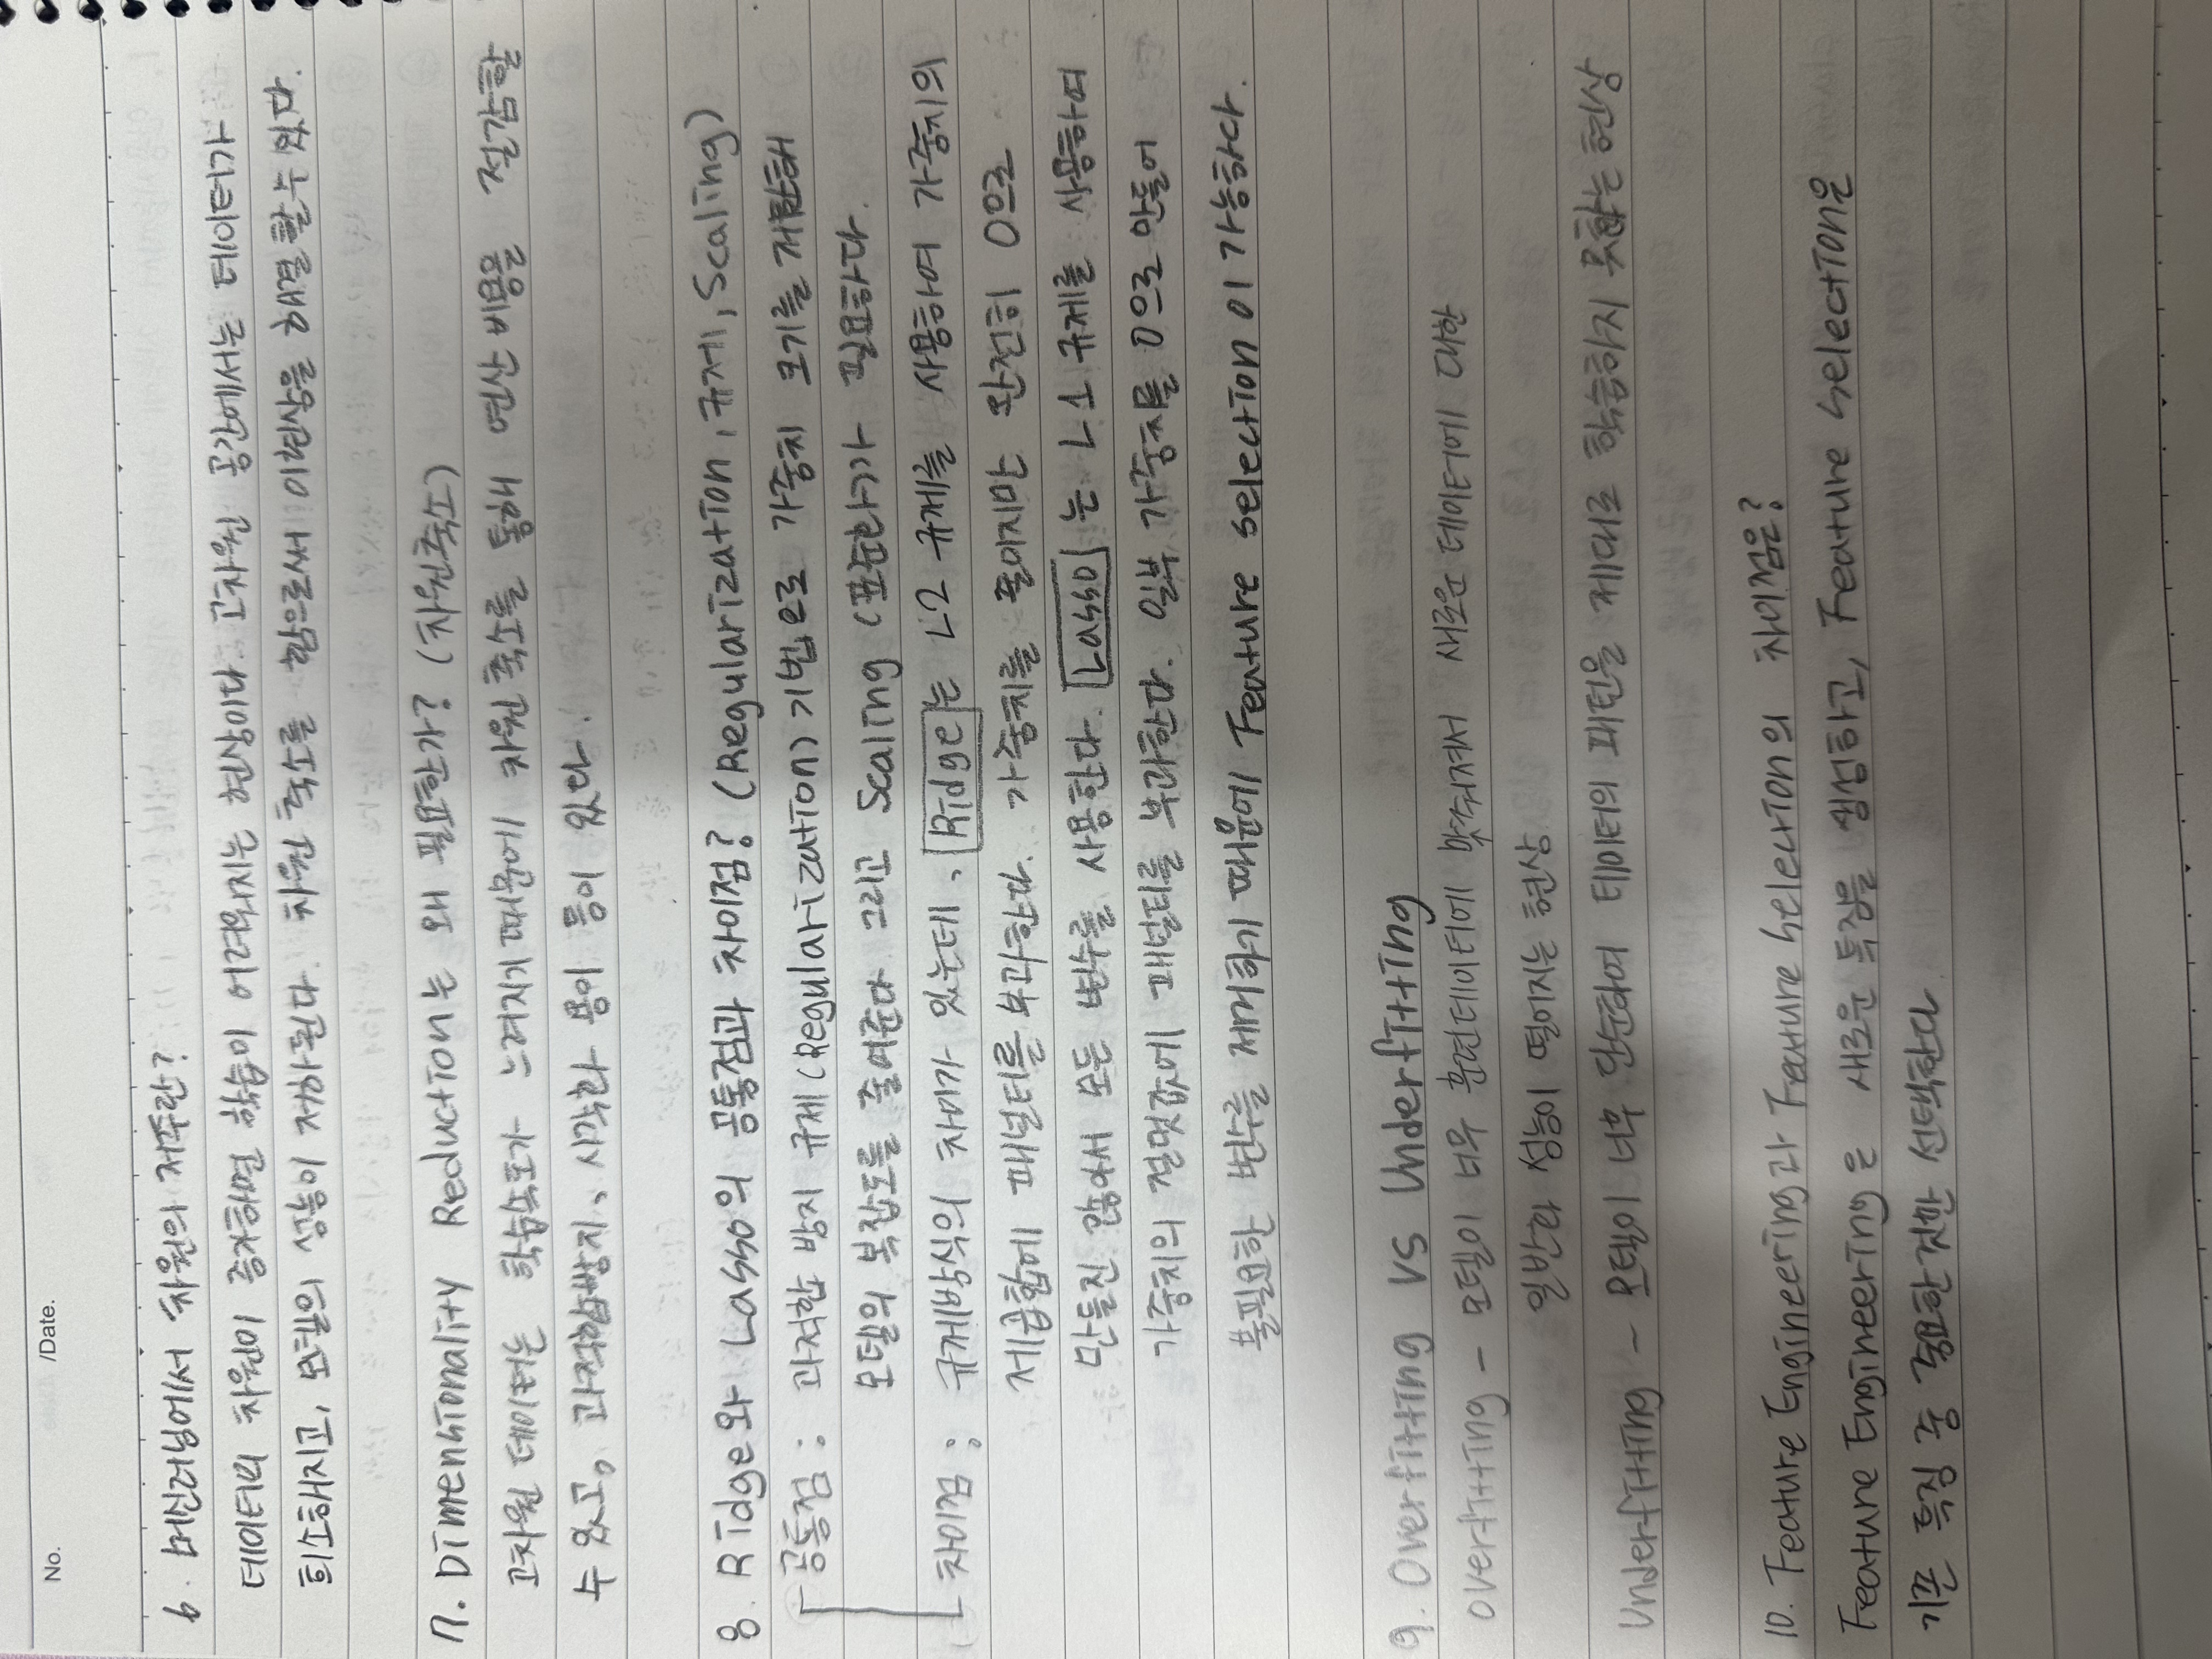 No. /Date.
6. 머신러닝에서 차원의 저주란?
데이터의 차원이 증가하면 학습이 어려워지는 현상이다. 고차원 공간에서는 데이터가
희소해지고, 모델의 성능이 저하된다. 차원 축소를 함으로써 이현상을 해결 할 수 있다.
7. Dimensionality Reduction는 왜 필요한가? (차원축소)
고차원 데이터는 학습속도가 느려지기 때문에 차원 축소를 통해 연산 비용을 절감할
수 있고, 과적합방지, 시각화 용이 등이 있다.
8. Ridge와 Lasso의 공통점과 차이점? (Regularization, 규제, Scaling)
공통점 : 과적합 방지 규제 (Regularization) 기법으로 가중치 크기를 제한해
모델의 복잡도를 줄여준다 그리고 Scaling (표준화)가 필요하다.
차이점 : 규제방식의 차이가 있는데, Ridge는 L2 규제를 사용하여 가중치의
제곱합에 패널티를 부과한다. 가중치를 줄이지만 완전히 0으로
만들진 않아서 모든 변수를 사용한다. Lasso 는 L1 규제를 사용하여
가중치의 절댓값에 패널티를 부과한다. 일부 가중치를 0으로 만들어
불필요한 변수를 제거하기 때문에 Feature selection이 가능하다.
9. Overfitting vs Underfitting
Overfitting - 모델이 너무 훈련데이터에 맞춰져서 새로운 데이터에 대한
일반화 성능이 떨어지는 현상
Underfitting - 모델이 너무 단순하여 데이터의 패턴을 제대로 학습하지 못하는 현상
10. Feature Engineering과 Feature Selection의 차이점은?
Feature Engineering은 새로운 특징을 생성하고, Feature Selection은
기존 특징 중 중요한것만 선택한다